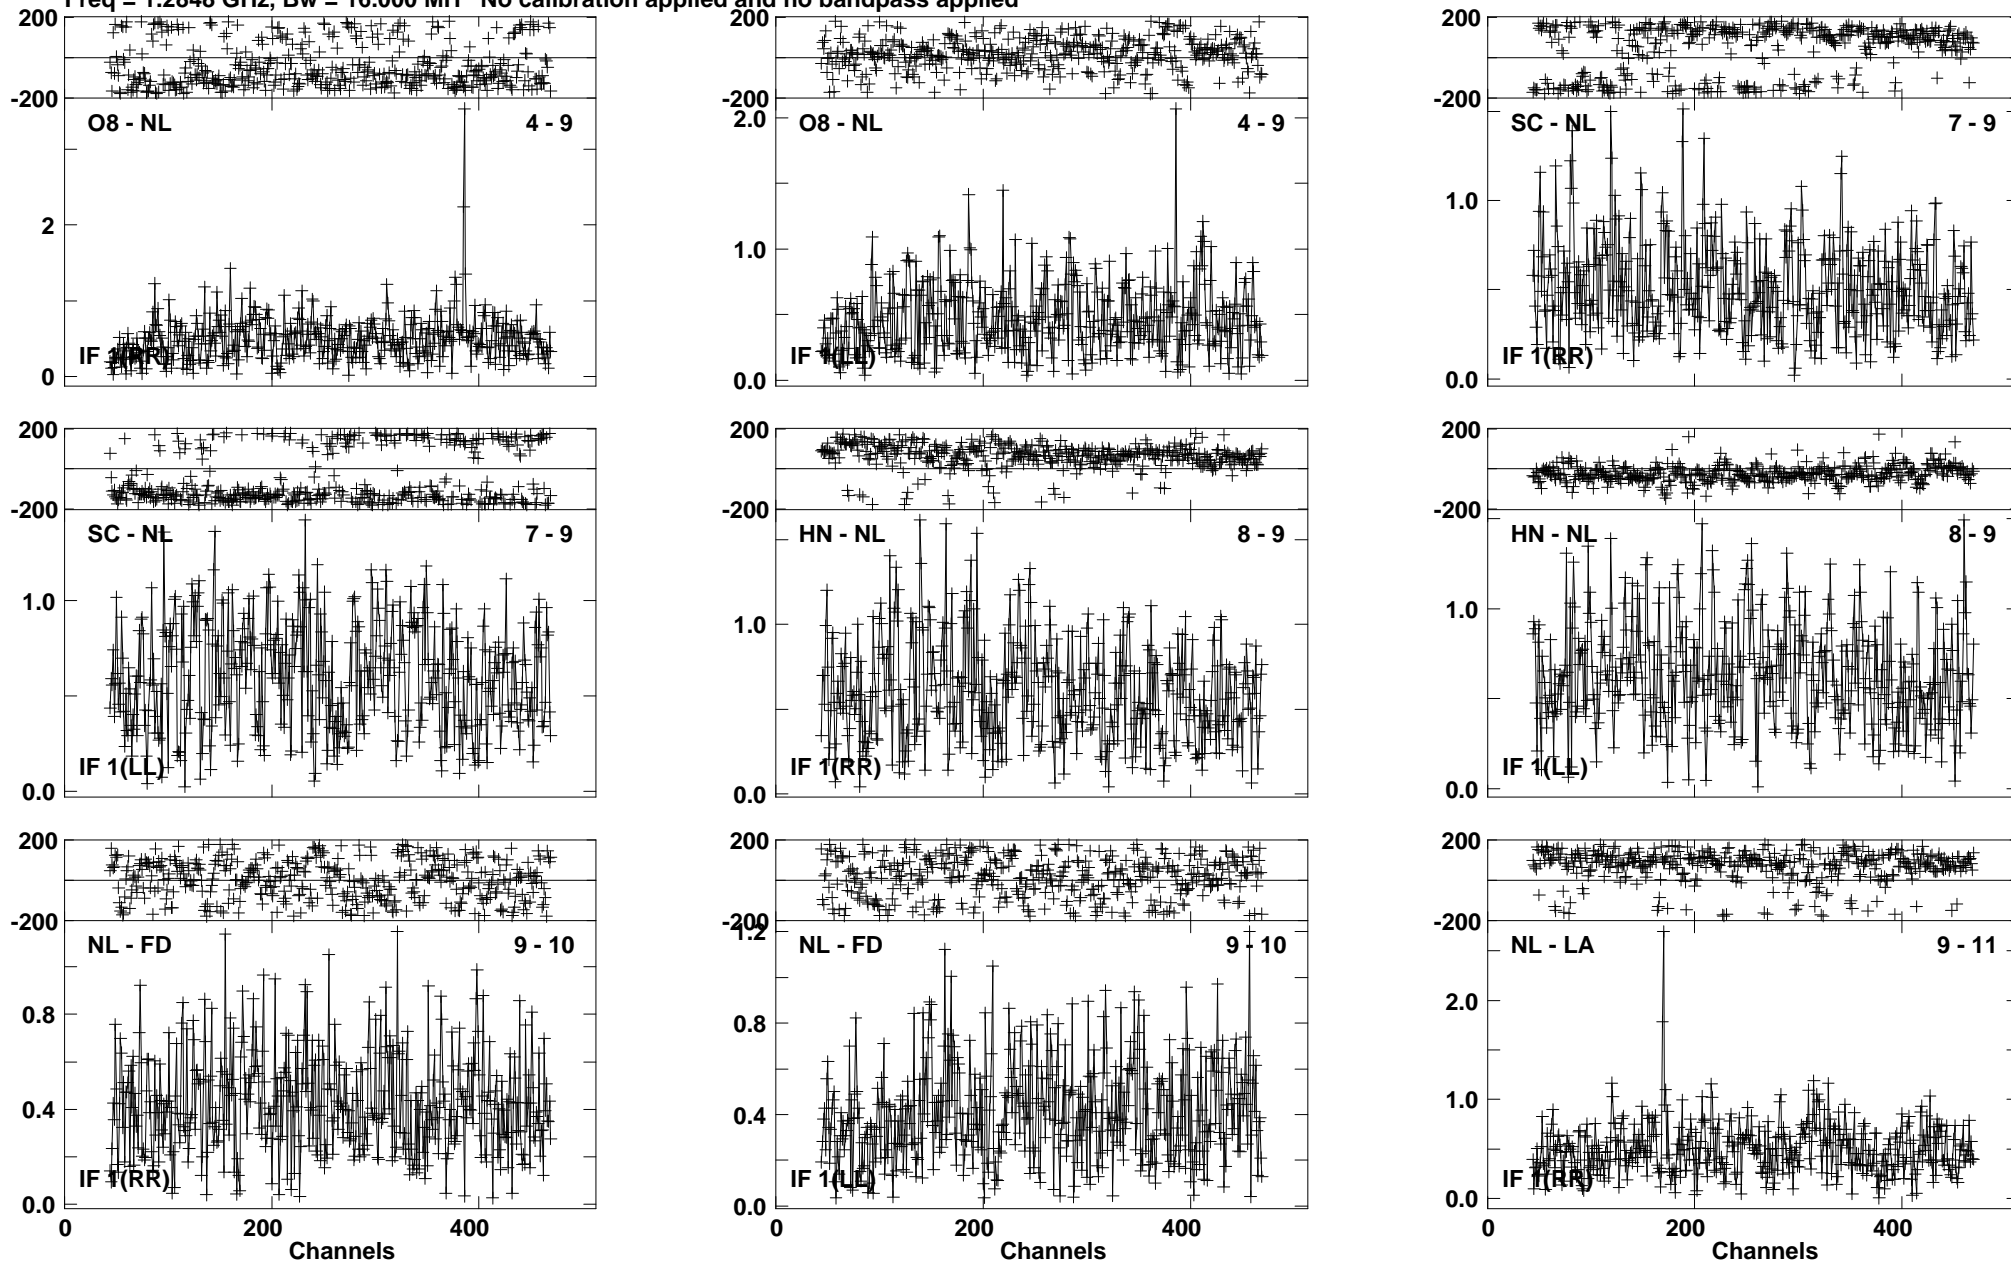 Freq = 1.2848 GHz, Bw = 16.000 MH No calibration applied and no bandpass applied
200
-200
O8 - NL 4 - 9
2
0
IF 1(RR)
200
-200
O8 - NL 4 - 9
2.0
1.0
0.0
IF 1(LL)
200
-200
SC - NL 7 - 9
1.0
0.0
IF 1(RR)
200
-200
SC - NL 7 - 9
1.0
0.0
IF 1(LL)
200
-200
HN - NL 8 - 9
1.0
0.0
IF 1(RR)
200
-200
HN - NL 8 - 9
1.0
0.0
IF 1(LL)
200
-200
NL - FD 9 - 10
0.8
0.4
0.0
IF 1(RR)
0 200 400
Channels
200
-200
1.2
NL - FD 9 - 10
0.8
0.4
0.0
IF 1(LL)
200 400
200
-200
NL - LA 9 - 11
2.0
1.0
0.0
IF 1(RR)
0 200 400
Channels